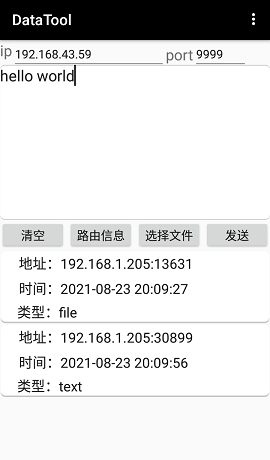 DataTool
ip 192.168.43.59 port 9999
hello world
清空 路由信息 选择文件 发送
地址：192.168.1.205:13631
时间：2021-08-23 20:09:27
类型：file
地址：192.168.1.205:30899
时间：2021-08-23 20:09:56
类型：text